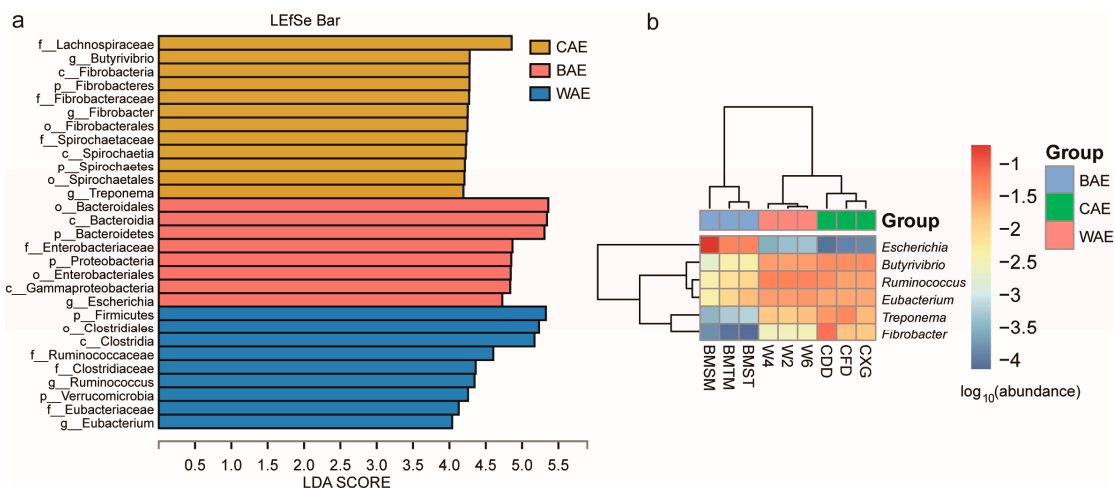 a
LEfSe Bar
f__Lachnospiraceae
g__Butyrivibrio
c__Fibrobacteria
p__Fibrobacteres
f__Fibrobacteraceae
g__Fibrobacter
o__Fibrobacterales
f__Spirochaetaceae
c__Spirochaetia
p__Spirochaetes
o__Spirochaetales
g__Treponema
o__Bacteroidales
c__Bacteroidia
p__Bacteroidetes
f__Enterobacteriaceae
p__Proteobacteria
o__Enterobacteriales
c__Gammaproteobacteria
g__Escherichia
p__Firmicutes
o__Clostridiales
c__Clostridia
f__Ruminococcaceae
f__Clostridiaceae
g__Ruminococcus
p__Verrucomicrobia
f__Eubacteriaceae
g__Eubacterium
0.5 1.0 1.5 2.0 2.5 3.0 3.5 4.0 4.5 5.0 5.5
LDA SCORE
CAE
BAE
WAE
b
Group
Escherichia
Butyrivibrio
Ruminococcus
Eubacterium
Treponema
Fibrobacter
BMSM BMTM BMST W4 W2 W6 CDD CFD CXG
−1
−1.5
−2
−2.5
−3
−3.5
−4
log10(abundance)
Group
BAE
CAE
WAE